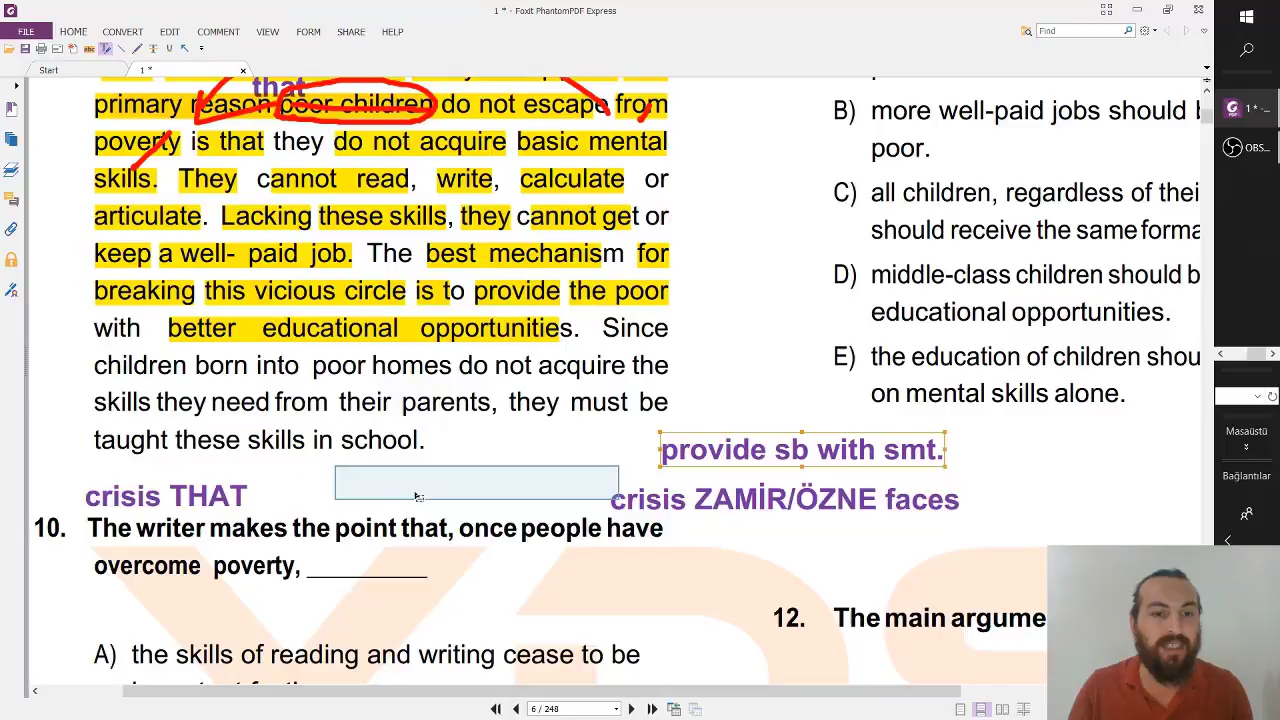 1 * - Foxit PhantomPDF Express
FILE HOME CONVERT EDIT COMMENT VIEW FORM SHARE HELP
Find
Start
1 *
that
primary reason poor children do not escape from
poverty is that they do not acquire basic mental
skills. They cannot read, write, calculate or
articulate. Lacking these skills, they cannot get or
keep a well- paid job. The best mechanism for
breaking this vicious circle is to provide the poor
with better educational opportunities. Since
children born into poor homes do not acquire the
skills they need from their parents, they must be
taught these skills in school.
provide sb with smt.
crisis THAT
crisis ZAMİR/ÖZNE faces
10. The writer makes the point that, once people have
overcome poverty, __________
A) the skills of reading and writing cease to be
B) more well-paid jobs should b
poor.
C) all children, regardless of thei
should receive the same forma
D) middle-class children should b
educational opportunities.
E) the education of children shou
on mental skills alone.
12. The main argume
6 / 248
1 * -...
OBS...
Masaüstü
Bağlantılar